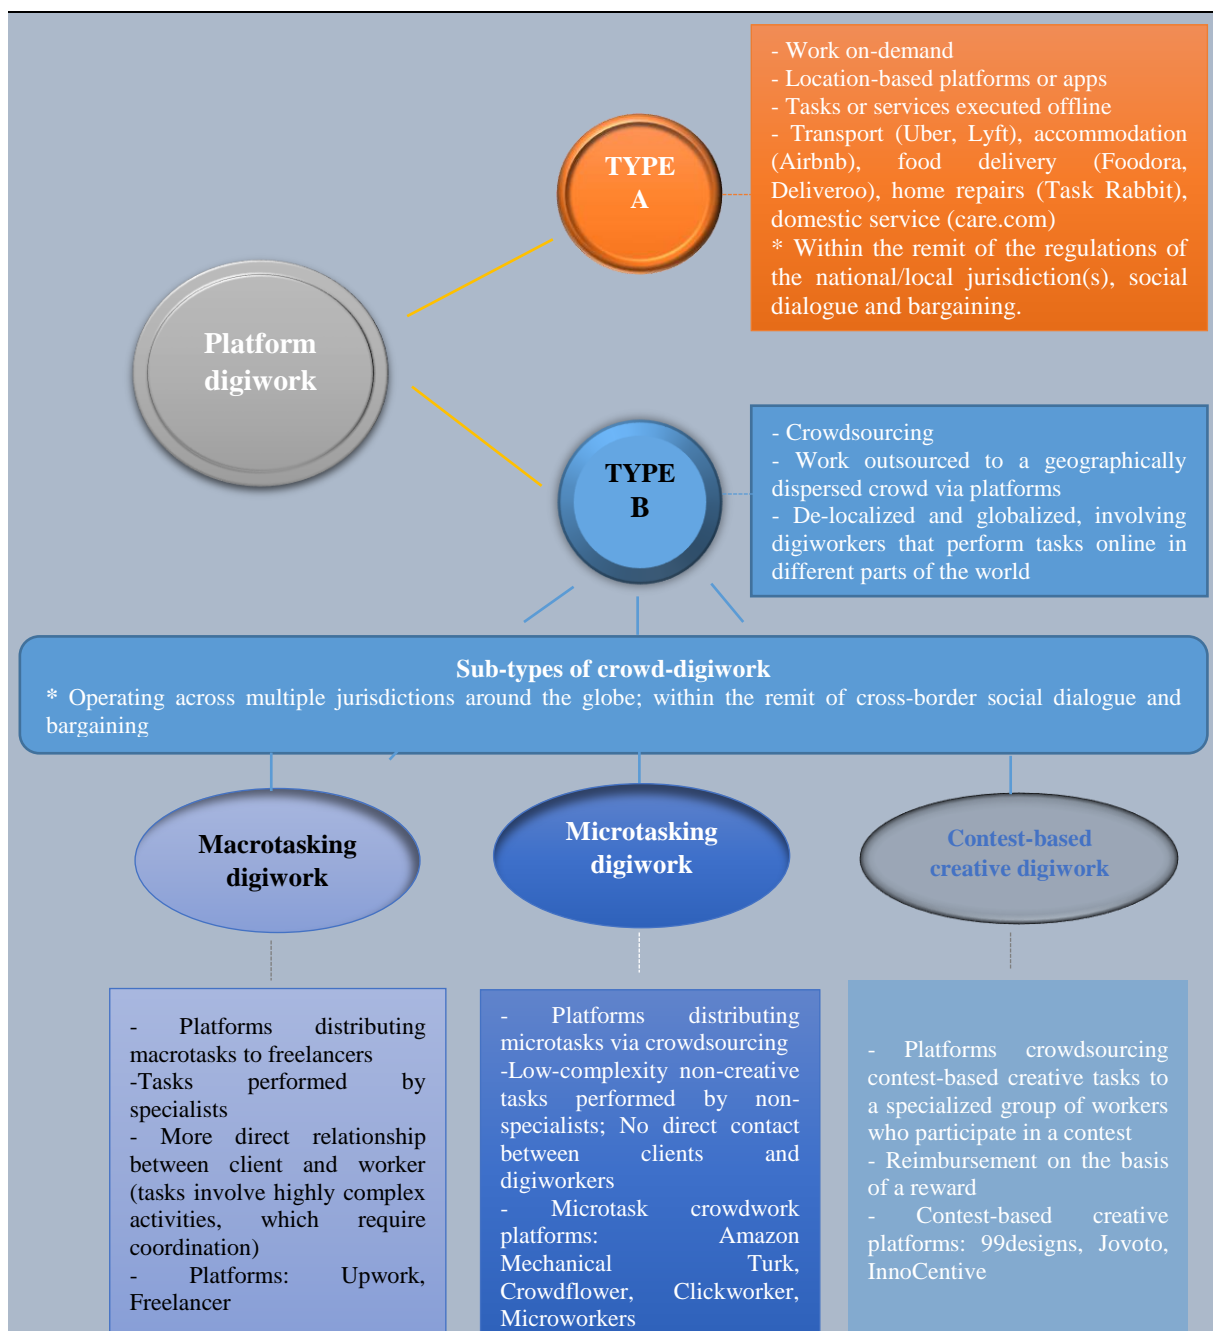 - Work on-demand
- Location-based platforms or apps
- Tasks or services executed offline
- Transport (Uber, Lyft), accommodation
(Airbnb), food delivery (Foodora,
Deliveroo), home repairs (Task Rabbit),
domestic service (care.com)
* Within the remit of the regulations of
the national/local jurisdiction(s), social
dialogue and bargaining.
TYPE
A
Platform
digiwork
TYPE
B
- Crowdsourcing
- Work outsourced to a geographically
dispersed crowd via platforms
- De-localized and globalized, involving
digiworkers that perform tasks online in
different parts of the world
Sub-types of crowd-digiwork
* Operating across multiple jurisdictions around the globe; within the remit of cross-border social dialogue and
bargaining
Macrotasking
digiwork
Microtasking
digiwork
Contest-based
creative digiwork
- Platforms distributing
macrotasks to freelancers
-Tasks performed by
specialists
- More direct relationship
between client and worker
(tasks involve highly complex
activities, which require
coordination)
- Platforms: Upwork,
Freelancer
- Platforms distributing
microtasks via crowdsourcing
-Low-complexity non-creative
tasks performed by non-
specialists; No direct contact
between clients and
digiworkers
- Microtask crowdwork
platforms: Amazon
Mechanical Turk,
Crowdflower, Clickworker,
Microworkers
- Platforms crowdsourcing
contest-based creative tasks to
a specialized group of workers
who participate in a contest
- Reimbursement on the basis
of a reward
- Contest-based creative
platforms: 99designs, Jovoto,
InnoCentive